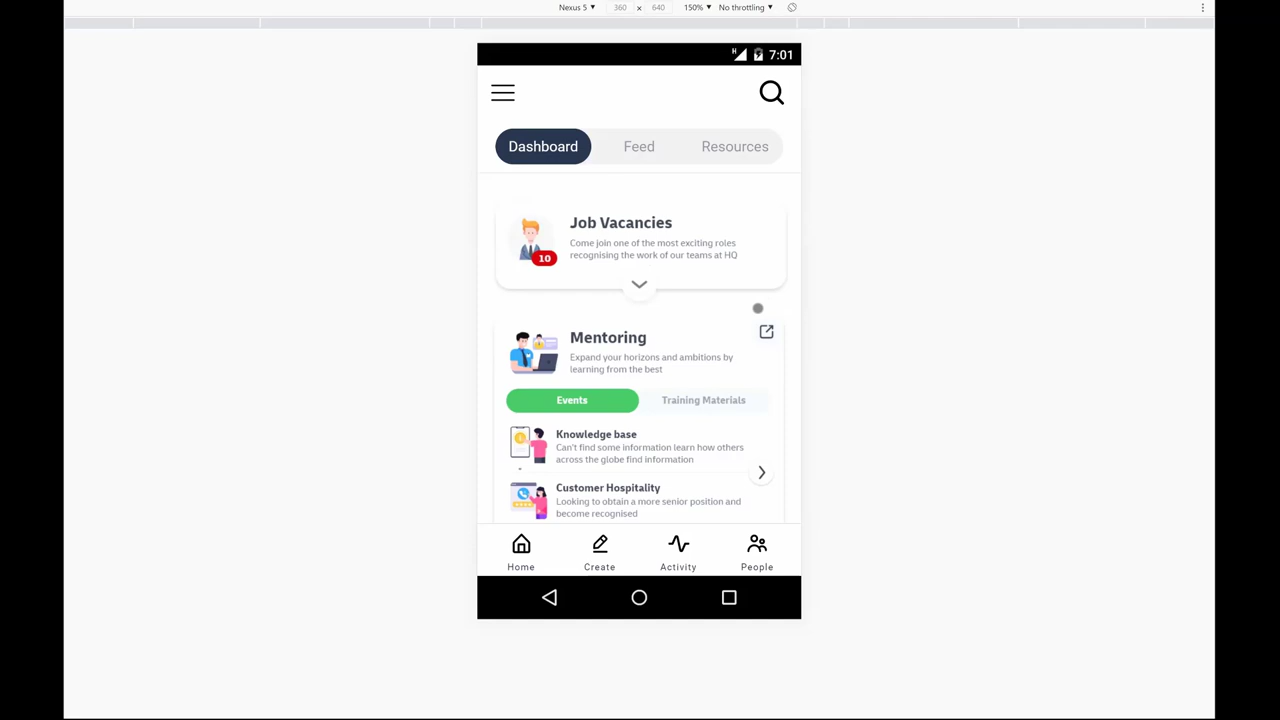 Nexus 5 ▼ 360 x 640 150% ▼ No throttling ▼
H 7:01
Dashboard Feed Resources
Job Vacancies
Come join one of the most exciting roles
recognising the work of our teams at HQ
10
Mentoring
Expand your horizons and ambitions by
learning from the best
Events Training Materials
Knowledge base
Can't find some information learn how others
across the globe find information
Customer Hospitality
Looking to obtain a more senior position and
become recognised
Home Create Activity People